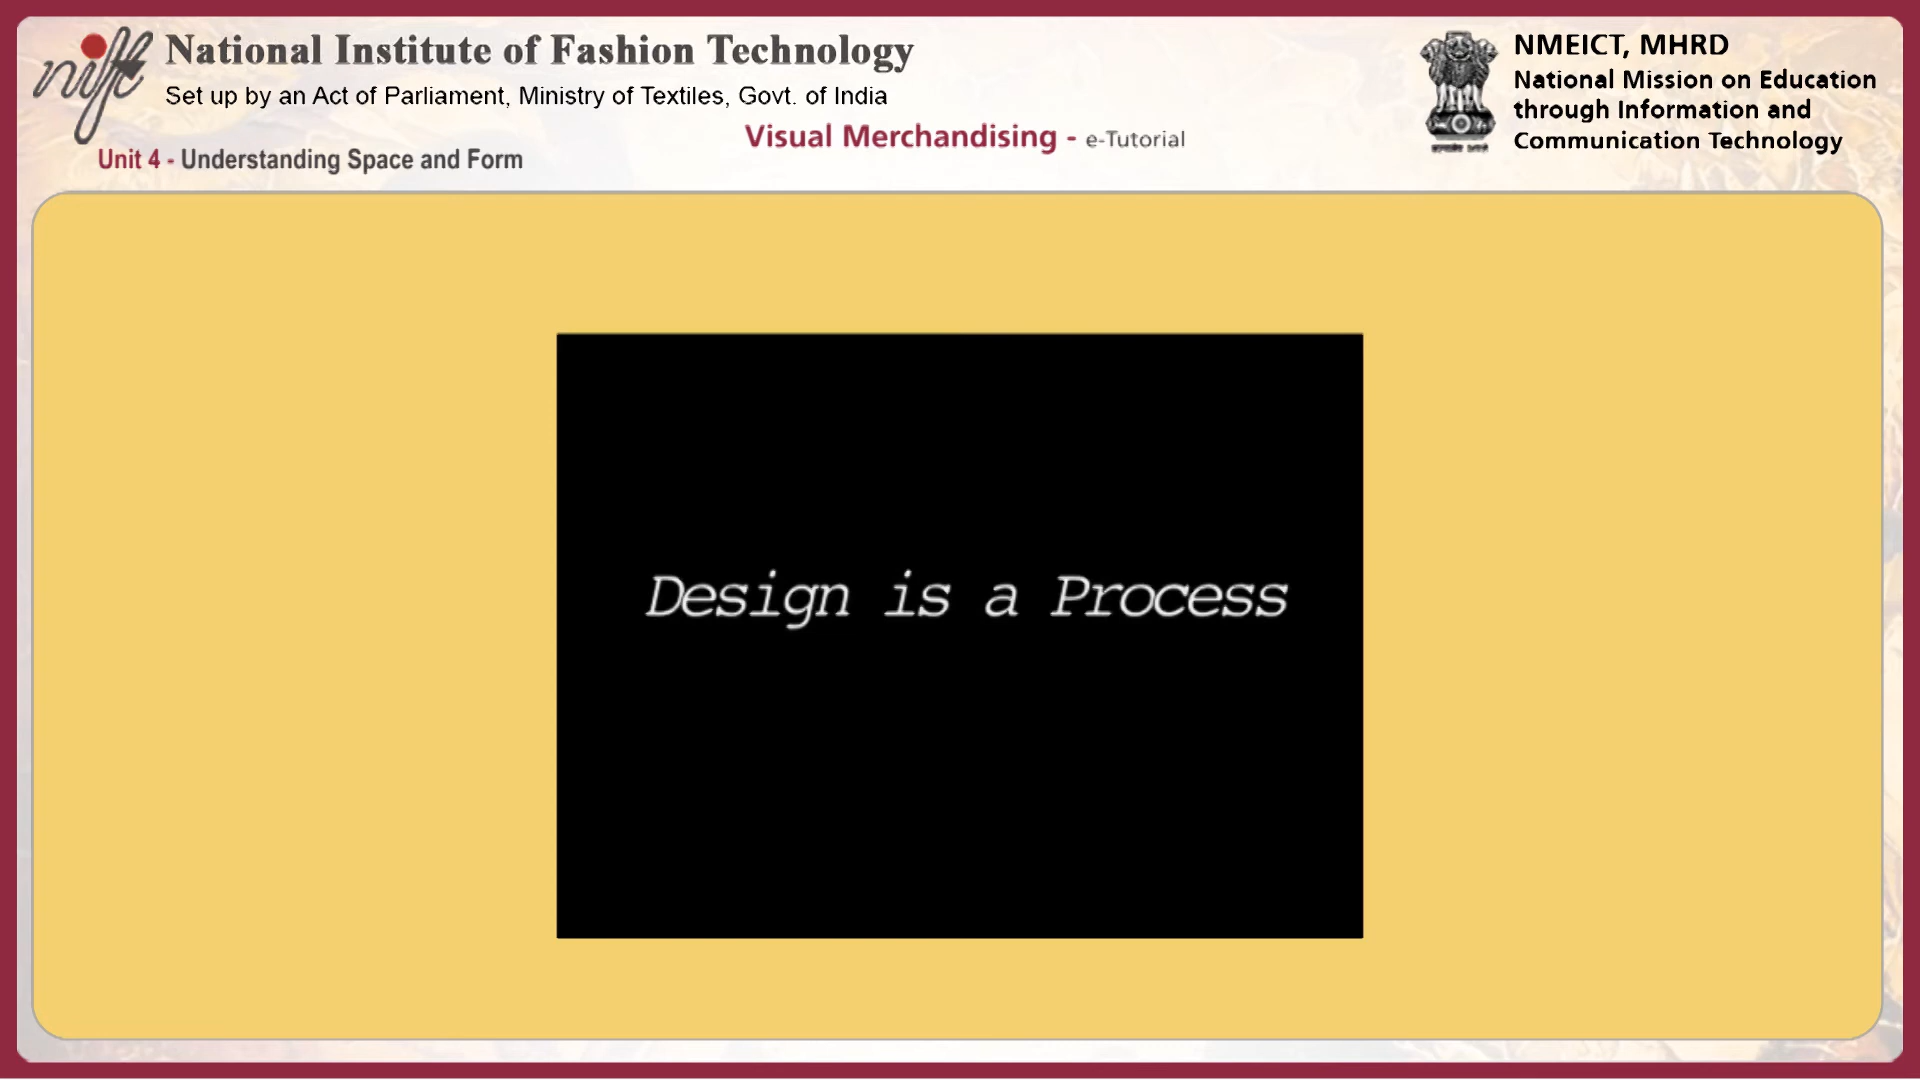 nift
National Institute of Fashion Technology
Set up by an Act of Parliament, Ministry of Textiles, Govt. of India
Visual Merchandising - e-Tutorial
Unit 4 - Understanding Space and Form
NMEICT, MHRD
National Mission on Education
through Information and
Communication Technology
Design is a Process